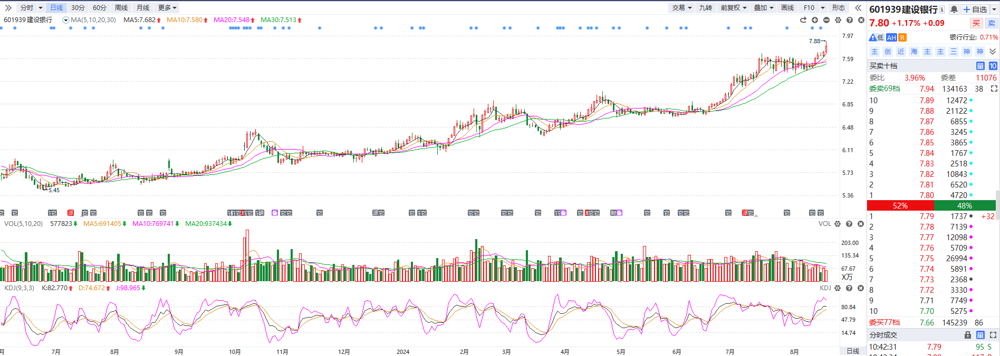 分时 日线 30分 60分 周线 月线 更多 交易 九转 前复权 叠加 画线 F10 形态
601939建设银行 MA(5,10,20,30) MA5:7.682 MA10:7.580 MA20:7.548 MA30:7.513
7.88
5.45
7.97
7.59
7.22
6.85
6.48
6.11
5.73
5.36
VOL(5,10,20) 577823 MA5:691405 MA10:769741 MA20:937434 VOL
203.00
135.34
67.67
X万
KDJ(9,3,3) K:82.770 D:74.672 J:98.965 KDJ
80.84
47.79
14.74
月 7月 8月 9月 10月 11月 12月 2024 2月 3月 4月 5月 6月 7月 8月 日线
601939建设银行 自选
7.80 +1.17% +0.09 买 卖
低 AH R 银行行业: 0.71%
主 创 近 海 主 主 三 神 神
买卖十档 量 10
委比 3.96% 委差 11076
委卖69档 7.94 134163 38
10 7.89 12472
9 7.88 21122
8 7.87 6855
7 7.86 3245
6 7.85 3865
5 7.84 1767
4 7.83 2518
3 7.82 10843
2 7.81 6520
1 7.80 4720
52% 48%
1 7.79 1737 +32
2 7.78 7139
3 7.77 12098
4 7.76 5709
5 7.75 26994
6 7.74 5891
7 7.73 2368
8 7.72 3330
9 7.71 7749
10 7.70 5275
委买77档 7.66 145239 86
分时成交 量
10:42:31 7.79 95 S